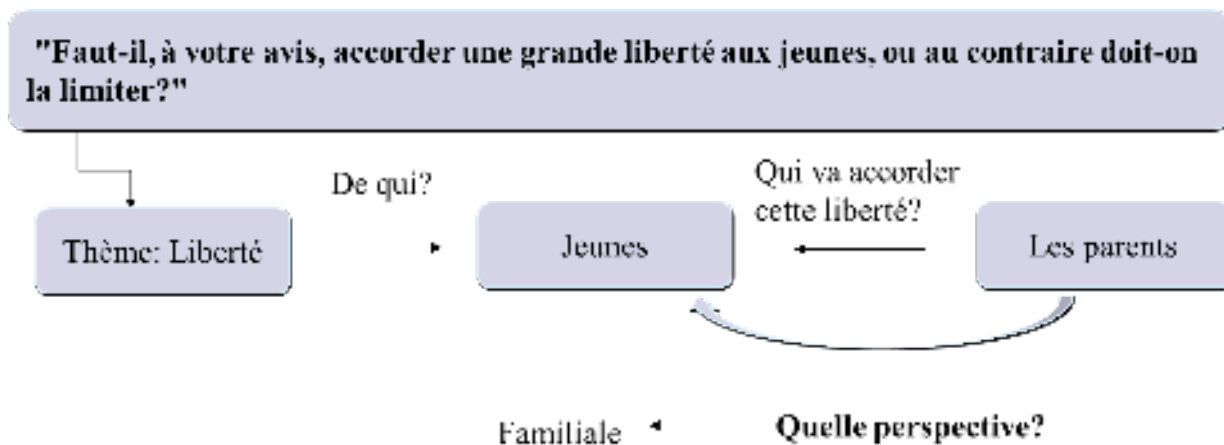 "Faut-il, à votre avis, accorder une grande liberté aux jeunes, ou au contraire doit-on
la limiter?"
De qui?
Qui va accorder
cette liberté?
Thème: Liberté
Jeunes
Les parents
Familiale
Quelle perspective?